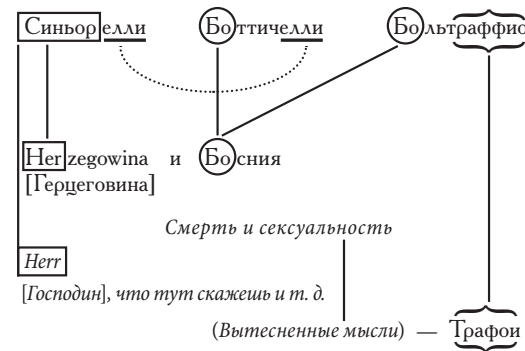 Синьорелли Боттичелли Больтраффио
Herzegowina и Босния
[Герцеговина]
Смерть и сексуальность
Herr
[Господин], что тут скажешь и т. д.
(Вытесненные мысли) — Трафои